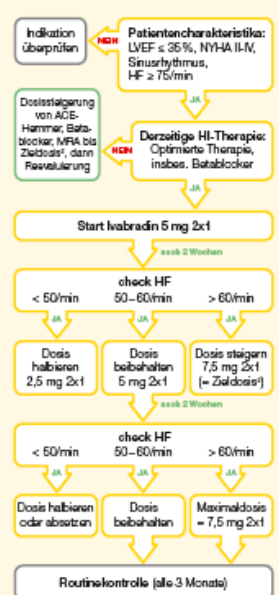 Indikation
überprüfen
NEIN
Patientencharakteristika:
LVEF ≤ 35%, NYHA II-IV,
Sinusrhythmus,
HF ≥ 75/min
JA
Dosissteigerung
von ACE-
Hemmer, Beta-
blocker, MRA bis
Zieldosis², dann
Reevaluierung
NEIN
Derzeitige HI-Therapie:
Optimierte Therapie,
insbes. Betablocker
JA
Start Ivabradin 5 mg 2x1
nach 2 Wochen
check HF
< 50/min
50–60/min
> 60/min
JA
JA
JA
Dosis
halbieren
2,5 mg 2x1
Dosis
beibehalten
5 mg 2x1
Dosis steigern
7,5 mg 2x1
nach 2 Wochen
check HF
< 50/min
50–60/min
> 60/min
JA
JA
JA
Dosis halbieren
oder absetzen
Dosis
beibehalten
Maximaldosis
= 7,5 mg 2x1
Routinekontrolle (alle 3 Monate)